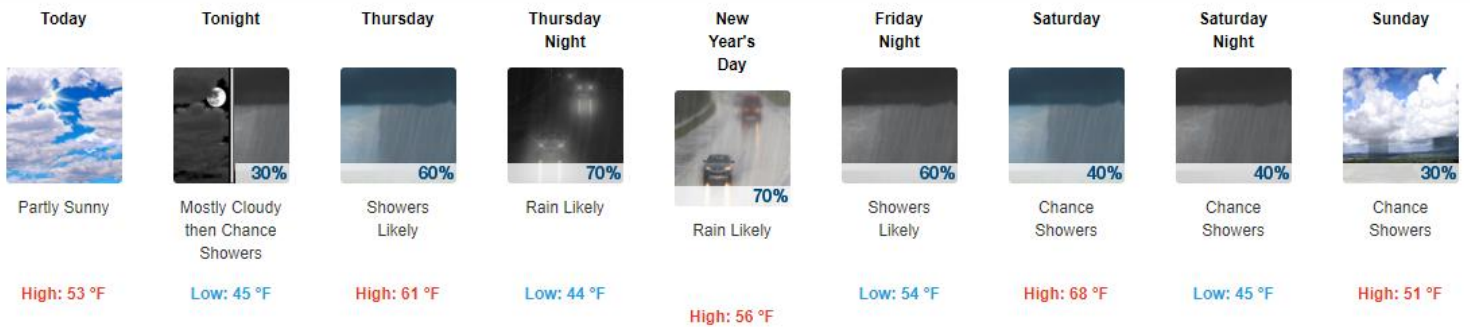 Today
Tonight
Thursday
Thursday
Night
New
Year's
Day
Friday
Night
Saturday
Saturday
Night
Sunday
30%
60%
70%
70%
60%
40%
40%
30%
Partly Sunny
Mostly Cloudy
then Chance
Showers
Showers
Likely
Rain Likely
Rain Likely
Showers
Likely
Chance
Showers
Chance
Showers
Chance
Showers
High: 53 °F
Low: 45 °F
High: 61 °F
Low: 44 °F
High: 56 °F
Low: 54 °F
High: 68 °F
Low: 45 °F
High: 51 °F